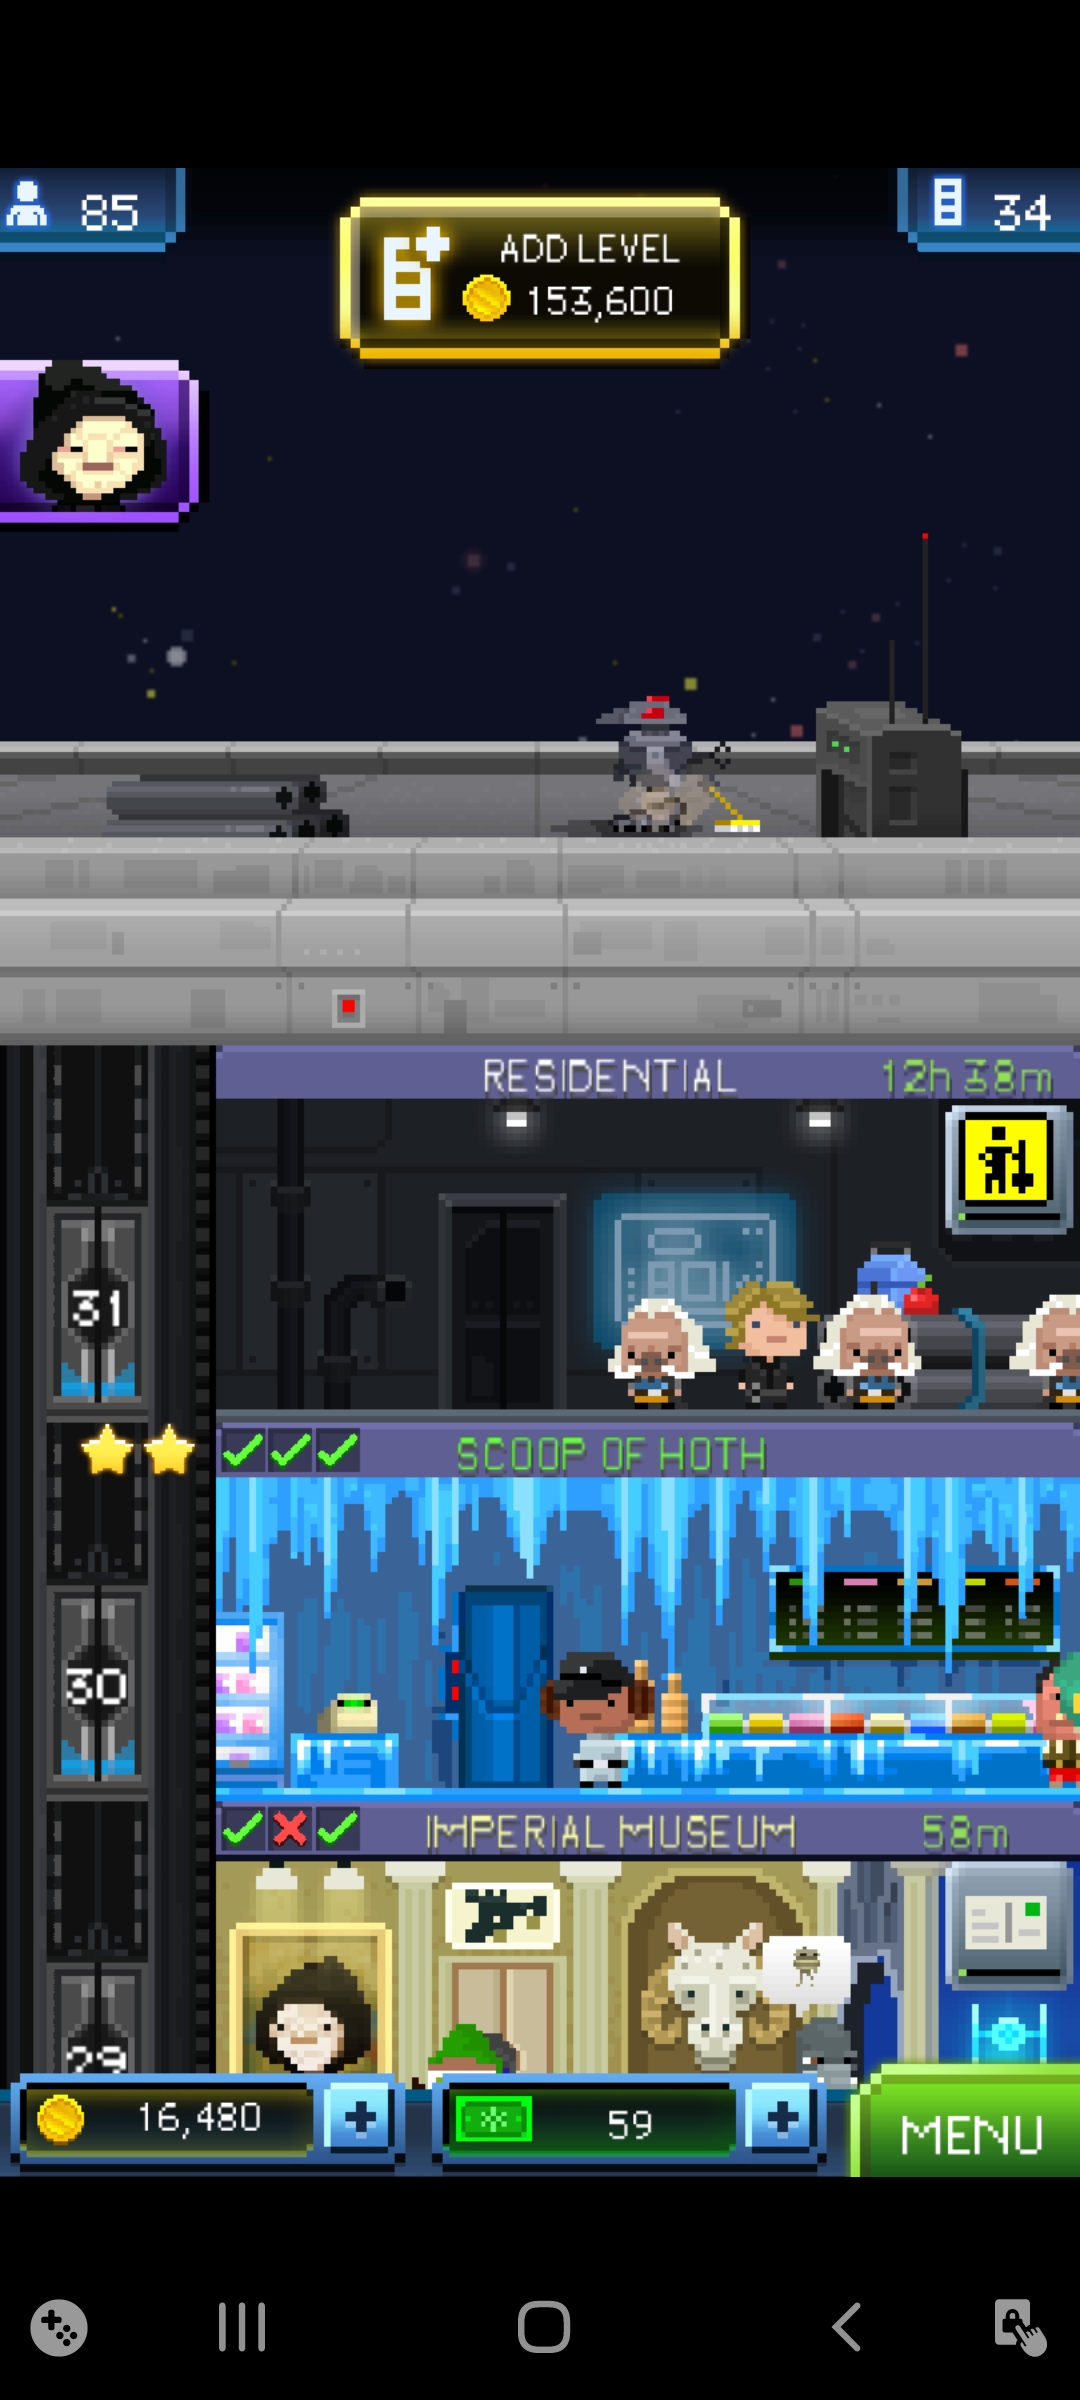 85
ADD LEVEL
153,600
34
RESIDENTIAL
12h 38m
31
SCOOP OF HOTH
30
IMPERIAL MUSEUM
58m
29
16,480
59
MENU